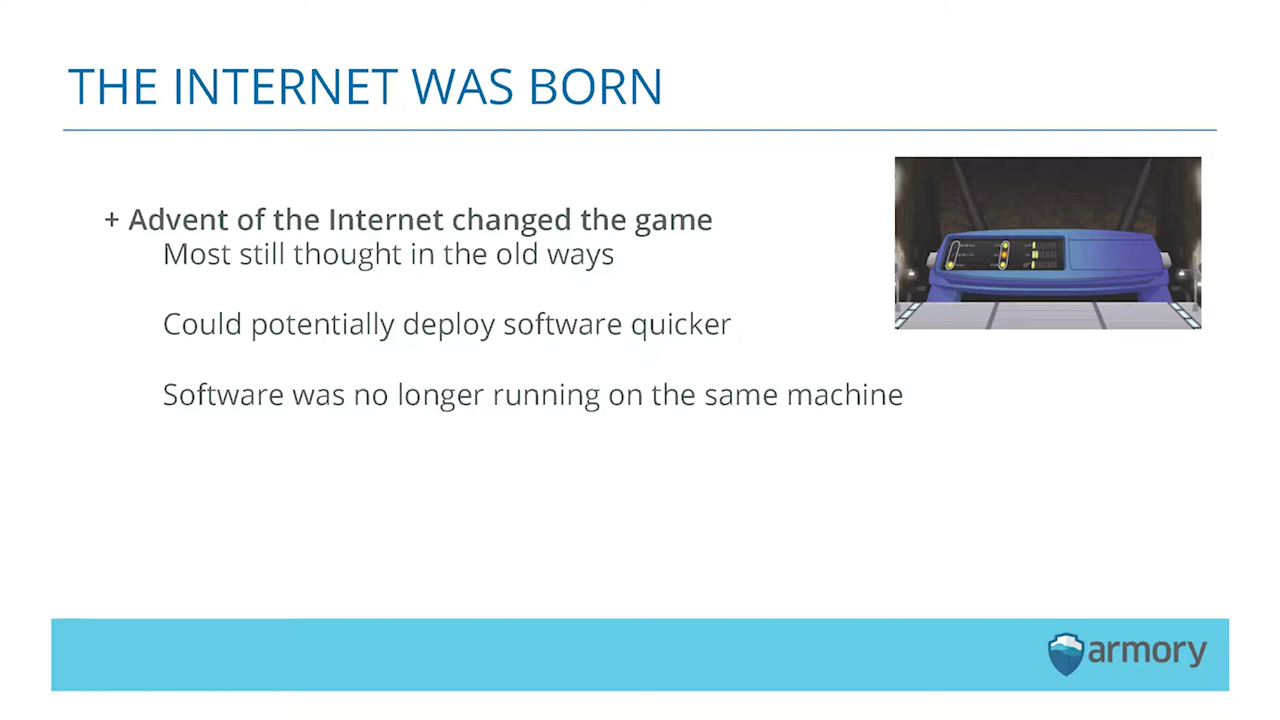 THE INTERNET WAS BORN
+ Advent of the Internet changed the game
Most still thought in the old ways
Could potentially deploy software quicker
Software was no longer running on the same machine
armory